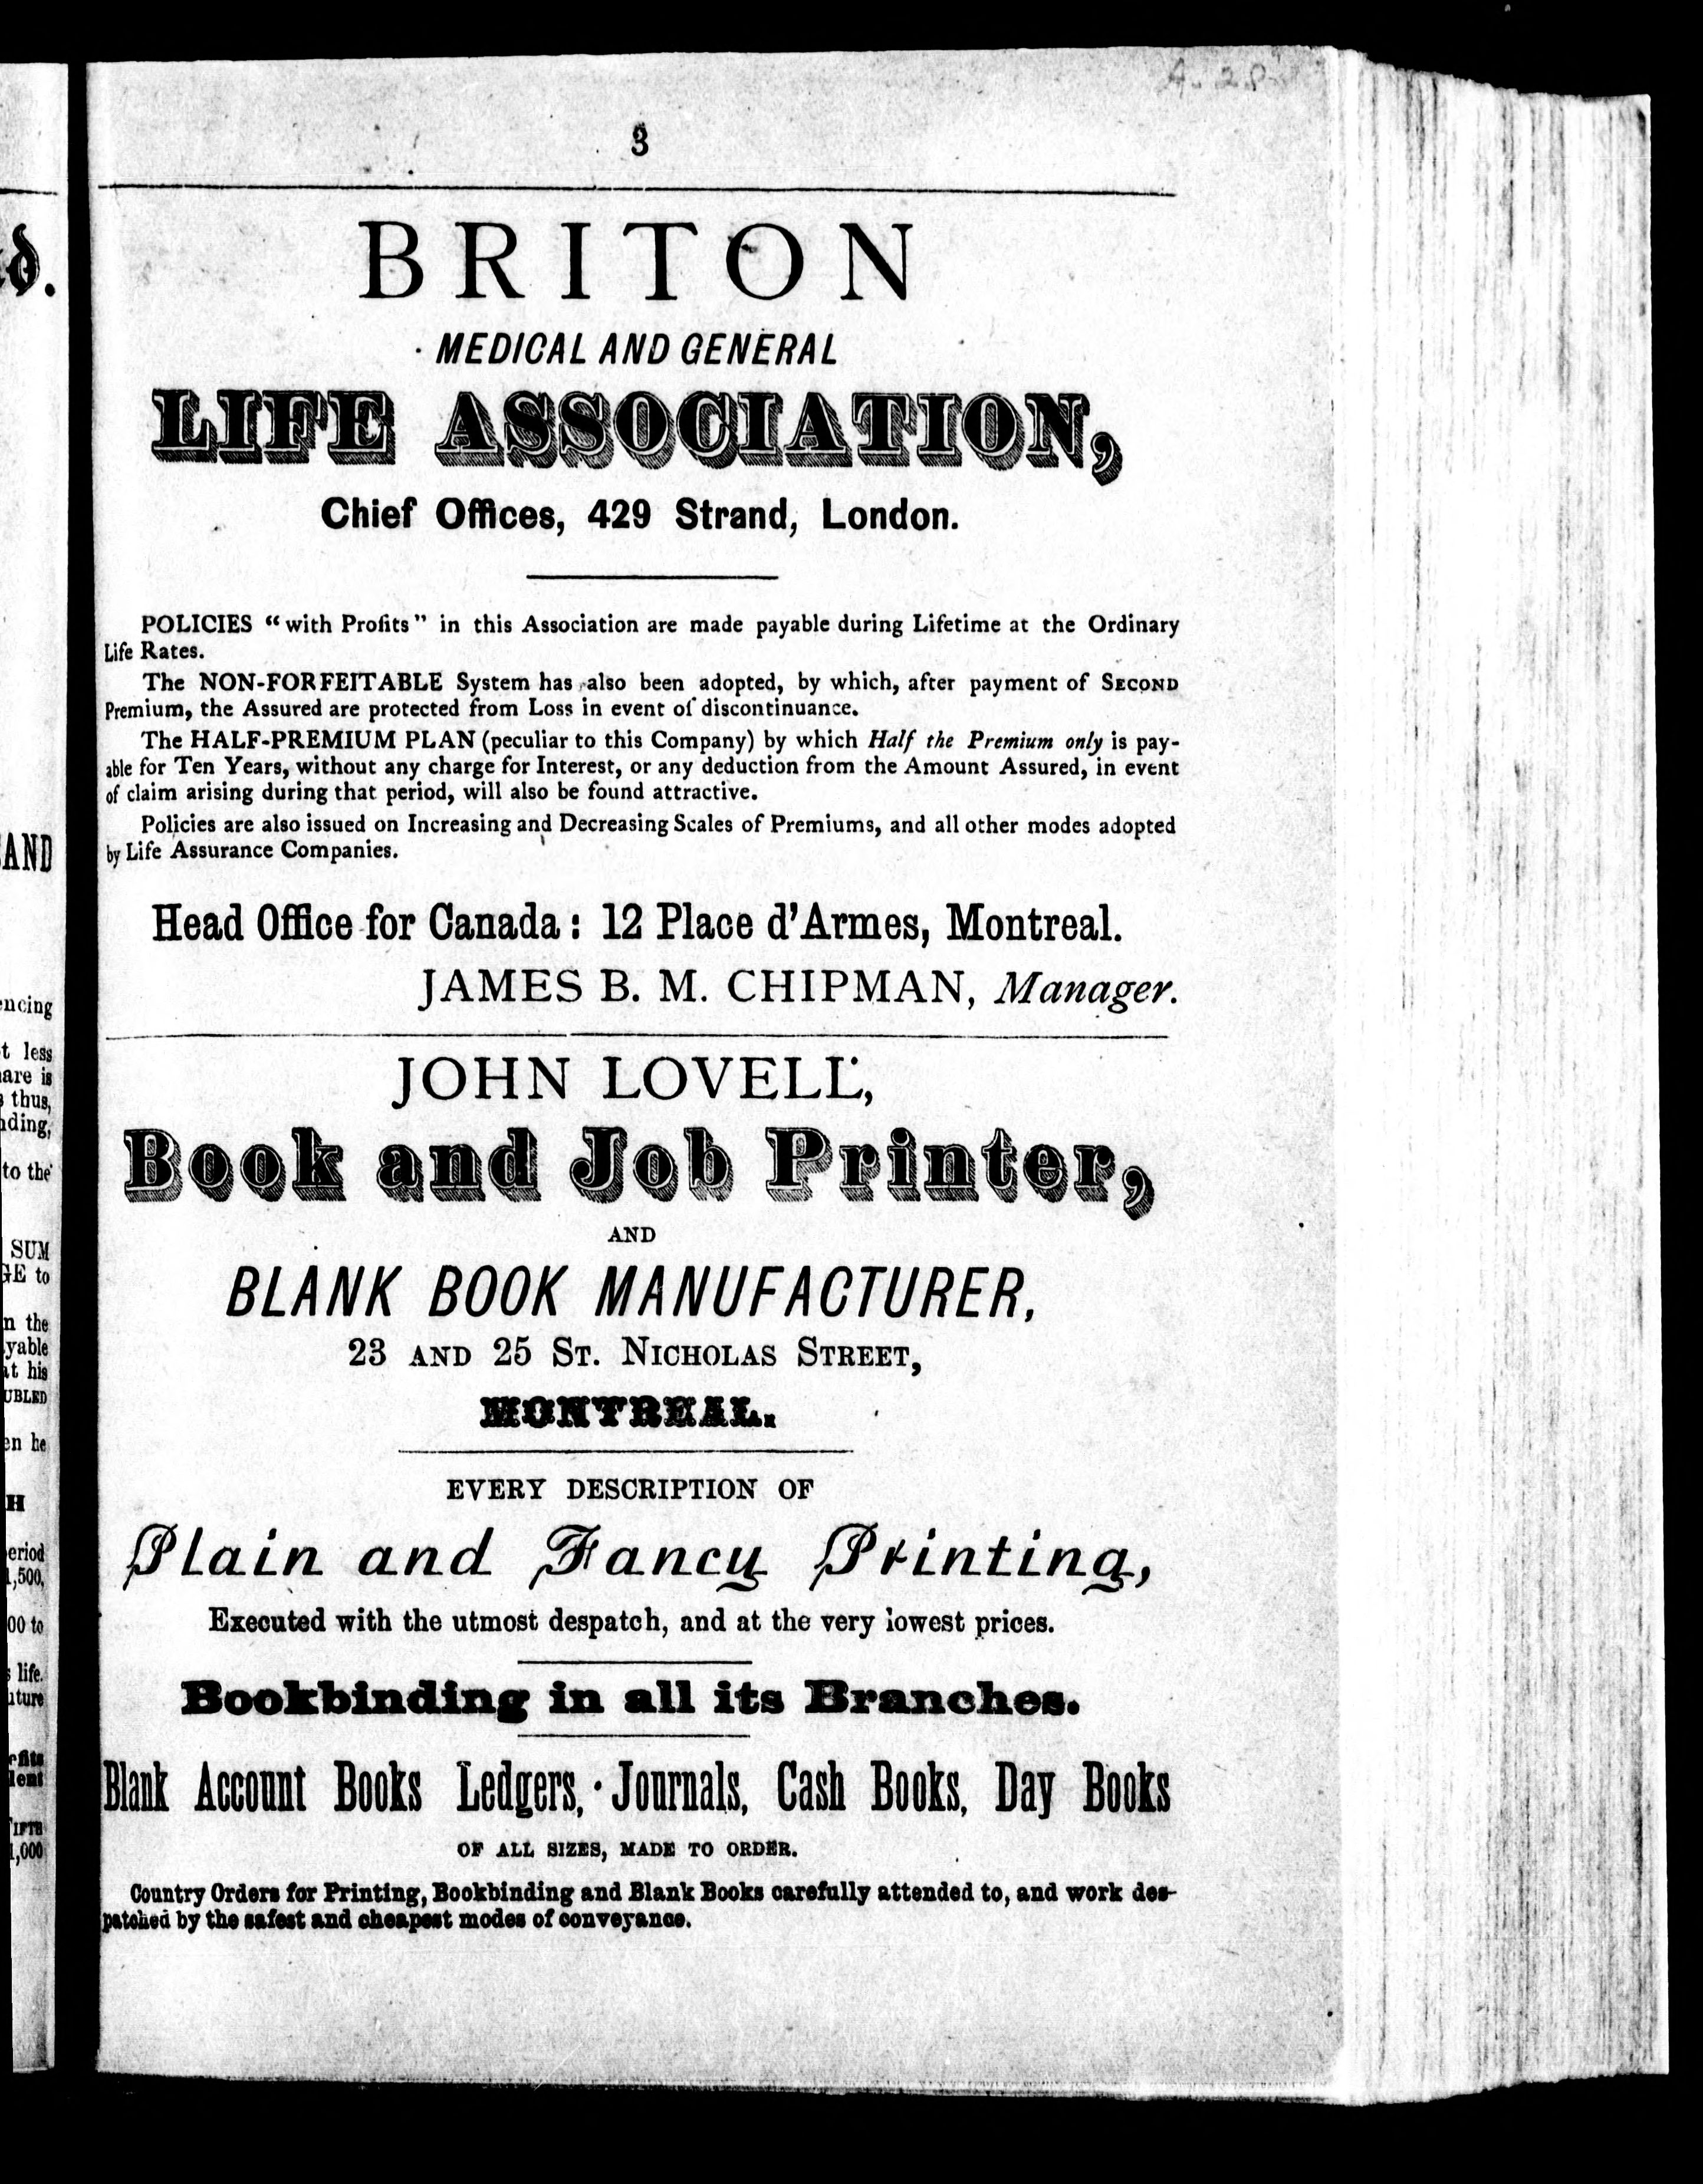 3
BRITON
MEDICAL AND GENERAL
LIFE ASSOCIATION,
Chief Offices, 429 Strand, London.
POLICIES "with Profits" in this Association are made payable during Lifetime at the Ordinary
Life Rates.
The NON-FORFEITABLE System has also been adopted, by which, after payment of SECOND
Premium, the Assured are protected from Loss in event of discontinuance.
The HALF-PREMIUM PLAN (peculiar to this Company) by which Half the Premium only is pay-
able for Ten Years, without any charge for Interest, or any deduction from the Amount Assured, in event
of claim arising during that period, will also be found attractive.
Policies are also issued on Increasing and Decreasing Scales of Premiums, and all other modes adopted
by Life Assurance Companies.
Head Office for Canada: 12 Place d'Armes, Montreal.
JAMES B. M. CHIPMAN, Manager.
JOHN LOVELL,
Book and Job Printer,
AND
BLANK BOOK MANUFACTURER,
23 AND 25 ST. NICHOLAS STREET,
MONTREAL.
EVERY DESCRIPTION OF
Plain and Fancy Printing,
Executed with the utmost despatch, and at the very lowest prices.
Bookbinding in all its Branches.
Blank Account Books Ledgers, Journals, Cash Books, Day Books
OF ALL SIZES, MADE TO ORDER.
Country Orders for Printing, Bookbinding and Blank Books carefully attended to, and work des-
patched by the safest and cheapest modes of conveyance.